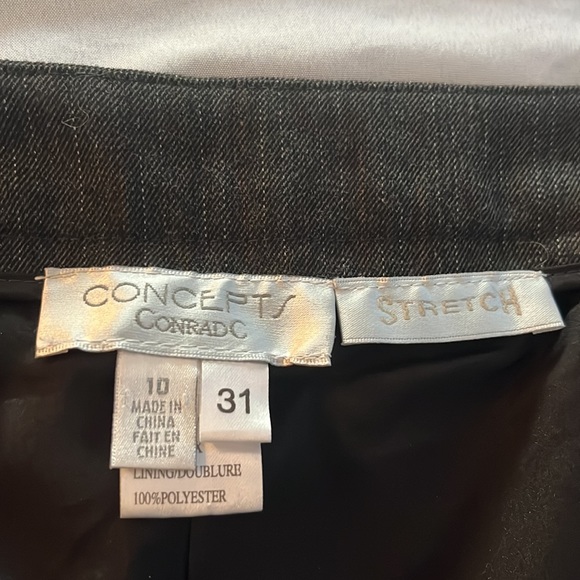 CONCEPTS
CONRAD C
STRETCH
10
MADE IN
CHINA
FAIT EN
CHINE
31
LINING/DOUBLURE
100%POLYESTER